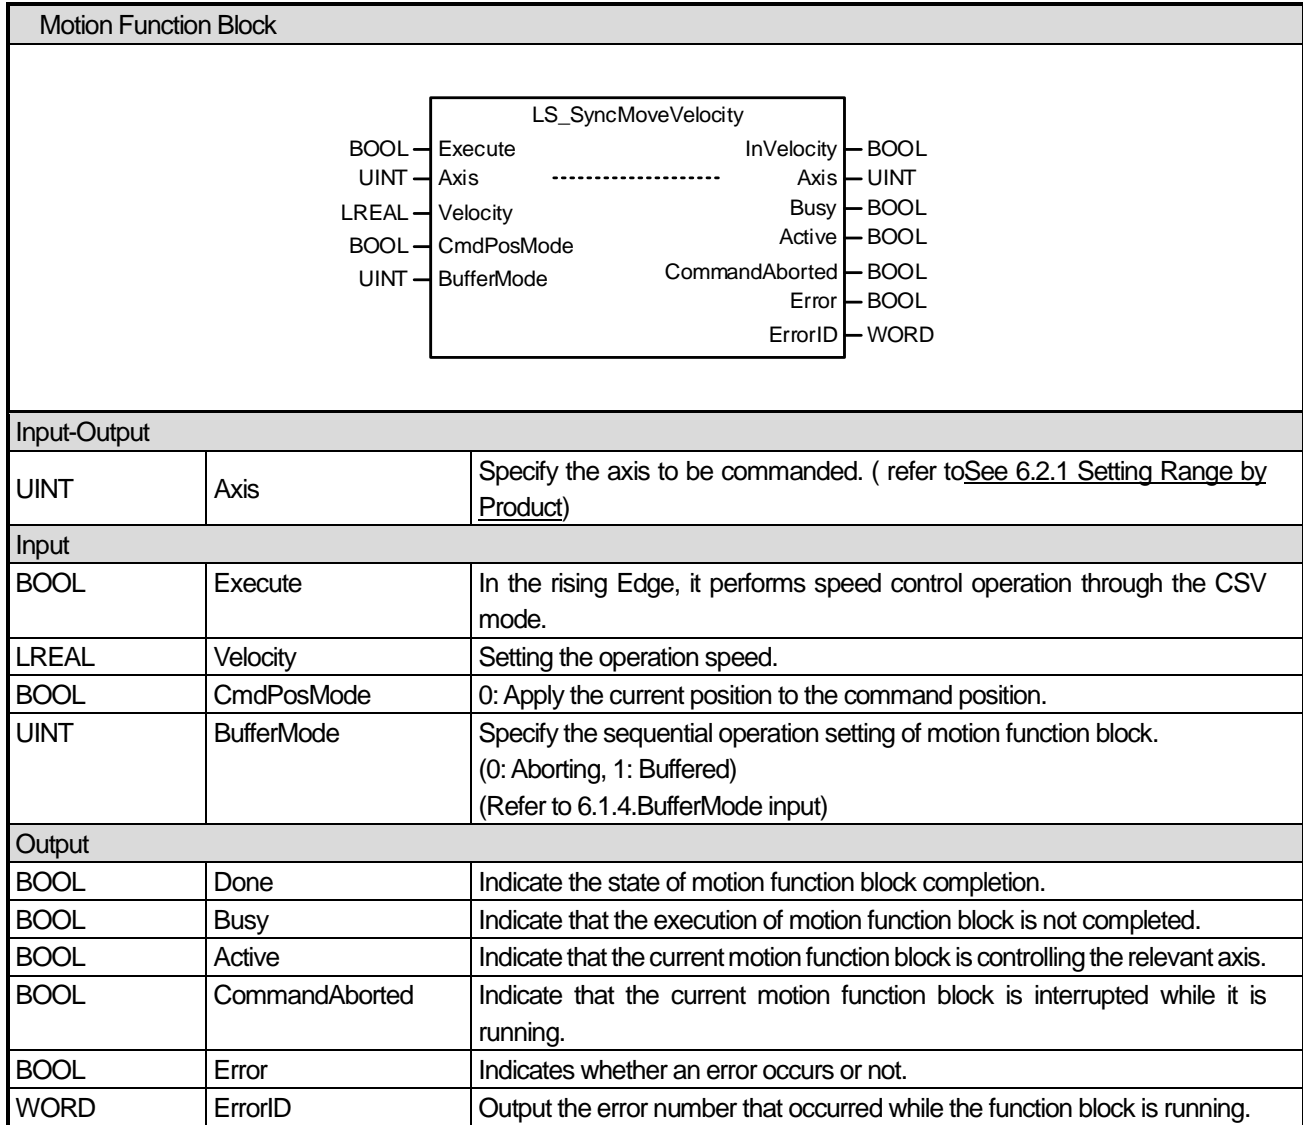 Motion Function Block
LS_SyncMoveVelocity
BOOL Execute InVelocity BOOL
UINT Axis Axis UINT
LREAL Velocity Busy BOOL
BOOL CmdPosMode Active BOOL
UINT BufferMode CommandAborted BOOL
Error BOOL
ErrorID WORD
Input-Output
UINT Axis Specify the axis to be commanded. ( refer toSee 6.2.1 Setting Range by
Product)
Input
BOOL Execute In the rising Edge, it performs speed control operation through the CSV
mode.
LREAL Velocity Setting the operation speed.
BOOL CmdPosMode 0: Apply the current position to the command position.
UINT BufferMode Specify the sequential operation setting of motion function block.
(0: Aborting, 1: Buffered)
(Refer to 6.1.4.BufferMode input)
Output
BOOL Done Indicate the state of motion function block completion.
BOOL Busy Indicate that the execution of motion function block is not completed.
BOOL Active Indicate that the current motion function block is controlling the relevant axis.
BOOL CommandAborted Indicate that the current motion function block is interrupted while it is
running.
BOOL Error Indicates whether an error occurs or not.
WORD ErrorID Output the error number that occurred while the function block is running.